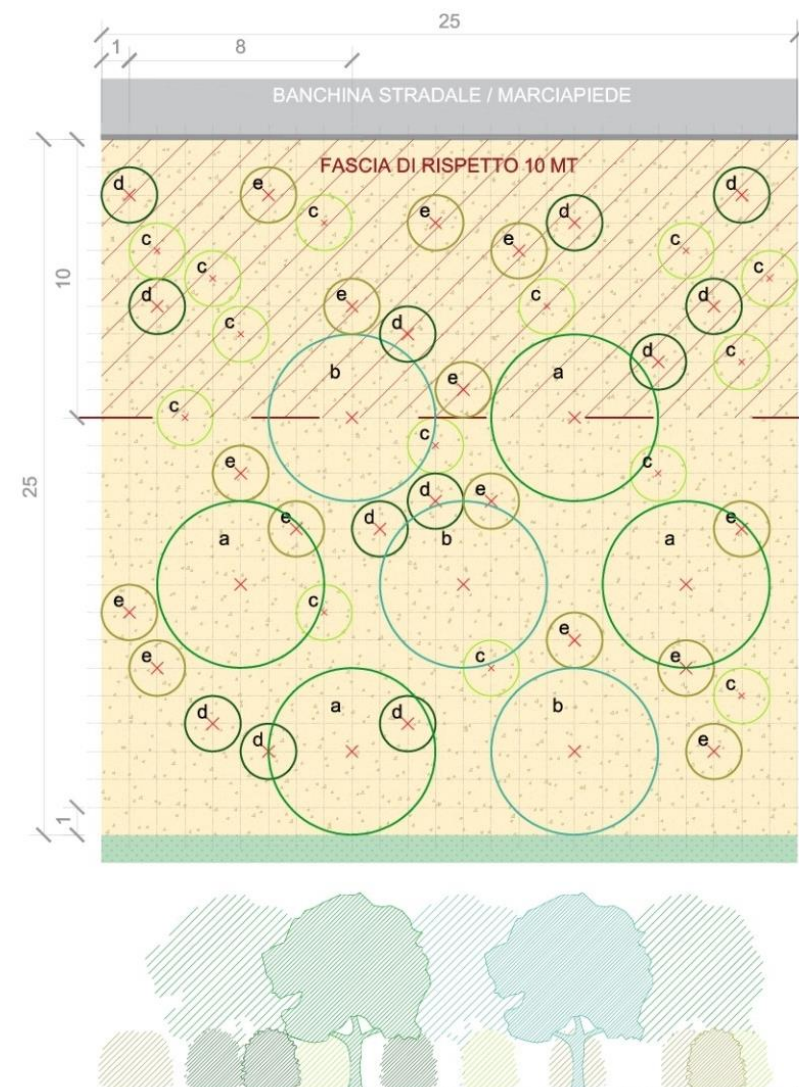 25
1 8
BANCHINA STRADALE / MARCIAPIEDE
FASCIA DI RISPETTO 10 MT
d e d
c e d
c e c
c c
10
d e c d
c d
d c
b e a
c
c
e c
25
d e
e d e
a b a
e c
e
e c e
c
d a d b
d e
1